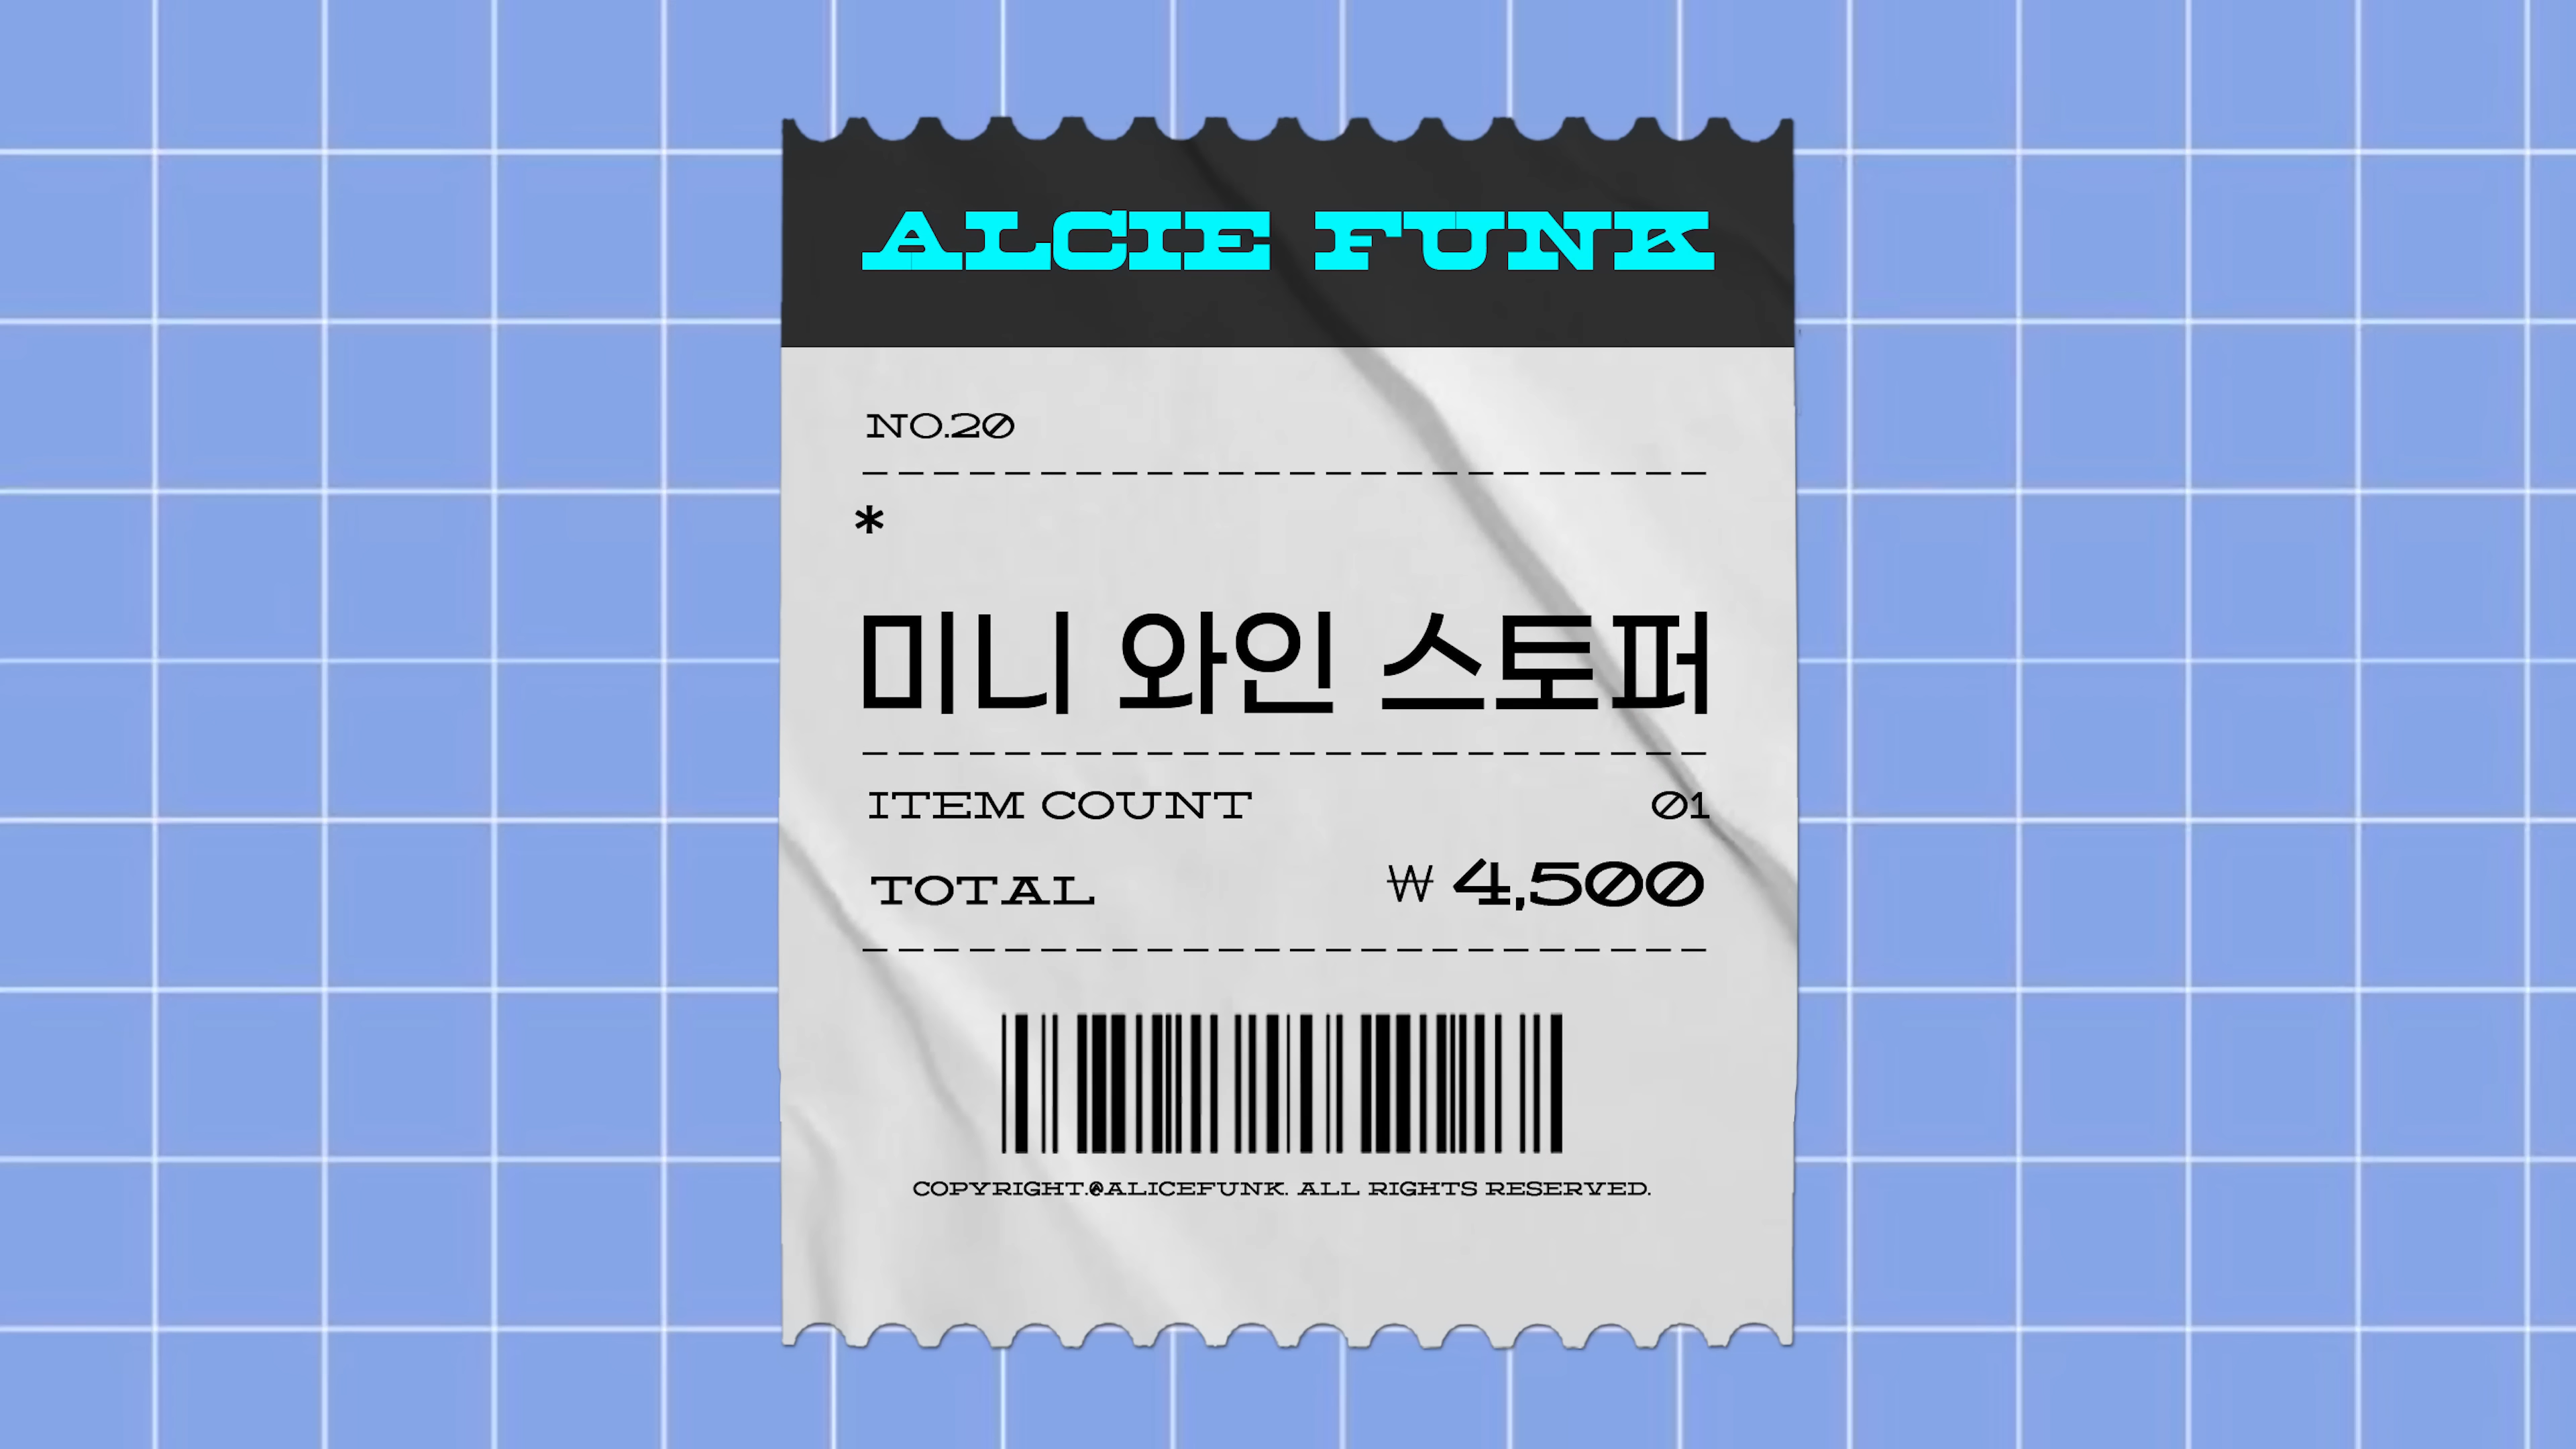 ALCIE FUNK
NO.20
*
미니 와인 스토퍼
ITEM COUNT 01
TOTAL ₩ 4,500
COPYRIGHT.@ALICEFUNK. ALL RIGHTS RESERVED.